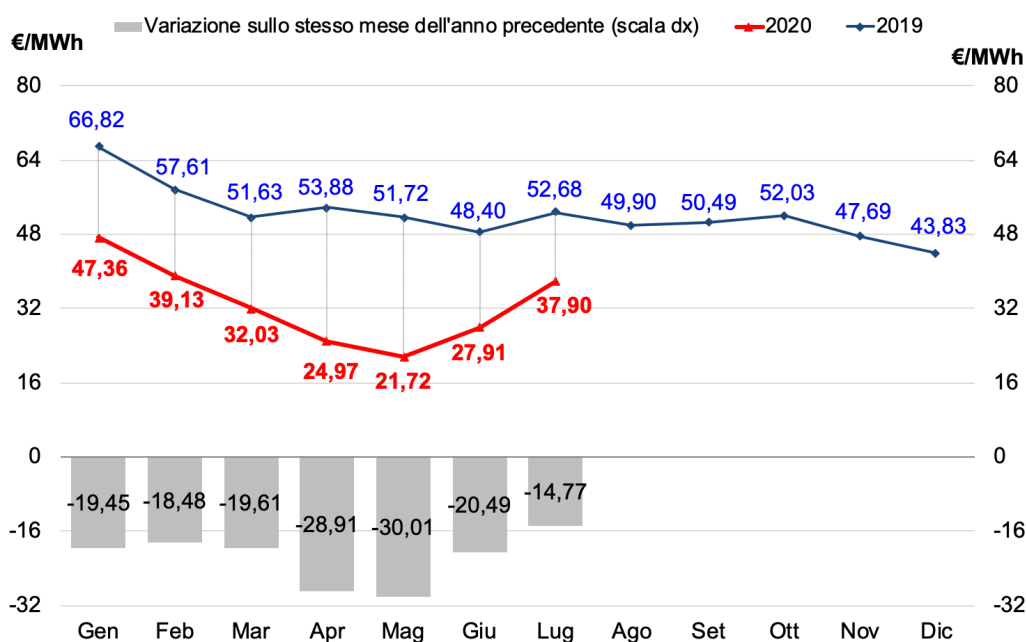 Variazione sullo stesso mese dell'anno precedente (scala dx) 2020 2019
€/MWh €/MWh
80 80
66,82
64 57,61 64
51,63 53,88 51,72 48,40 52,68 49,90 50,49 52,03 47,69 43,83
48 48
47,36 39,13 32,03 24,97 21,72 27,91 37,90
32 32
16 16
0 0
-19,45 -18,48 -19,61 -28,91 -30,01 -20,49 -14,77
-16 -16
-32 -32
Gen Feb Mar Apr Mag Giu Lug Ago Set Ott Nov Dic